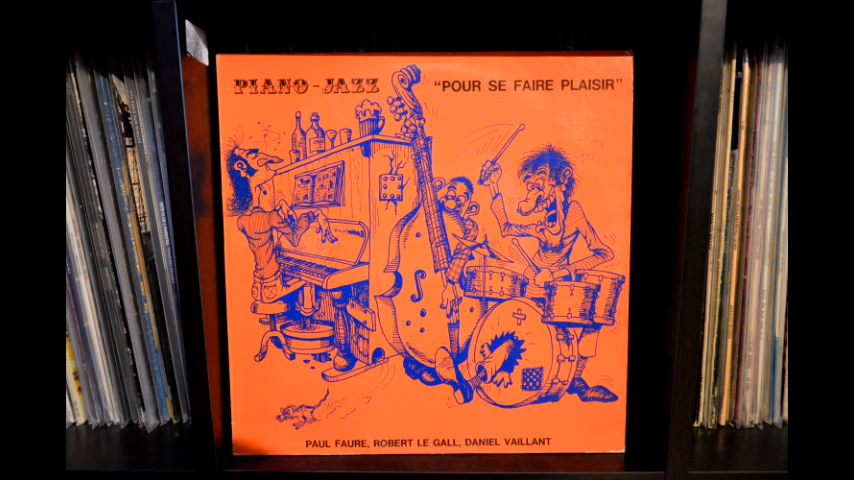 PIANO-JAZZ "POUR SE FAIRE PLAISIR"
PAUL FAURE, ROBERT LE GALL, DANIEL VAILLANT